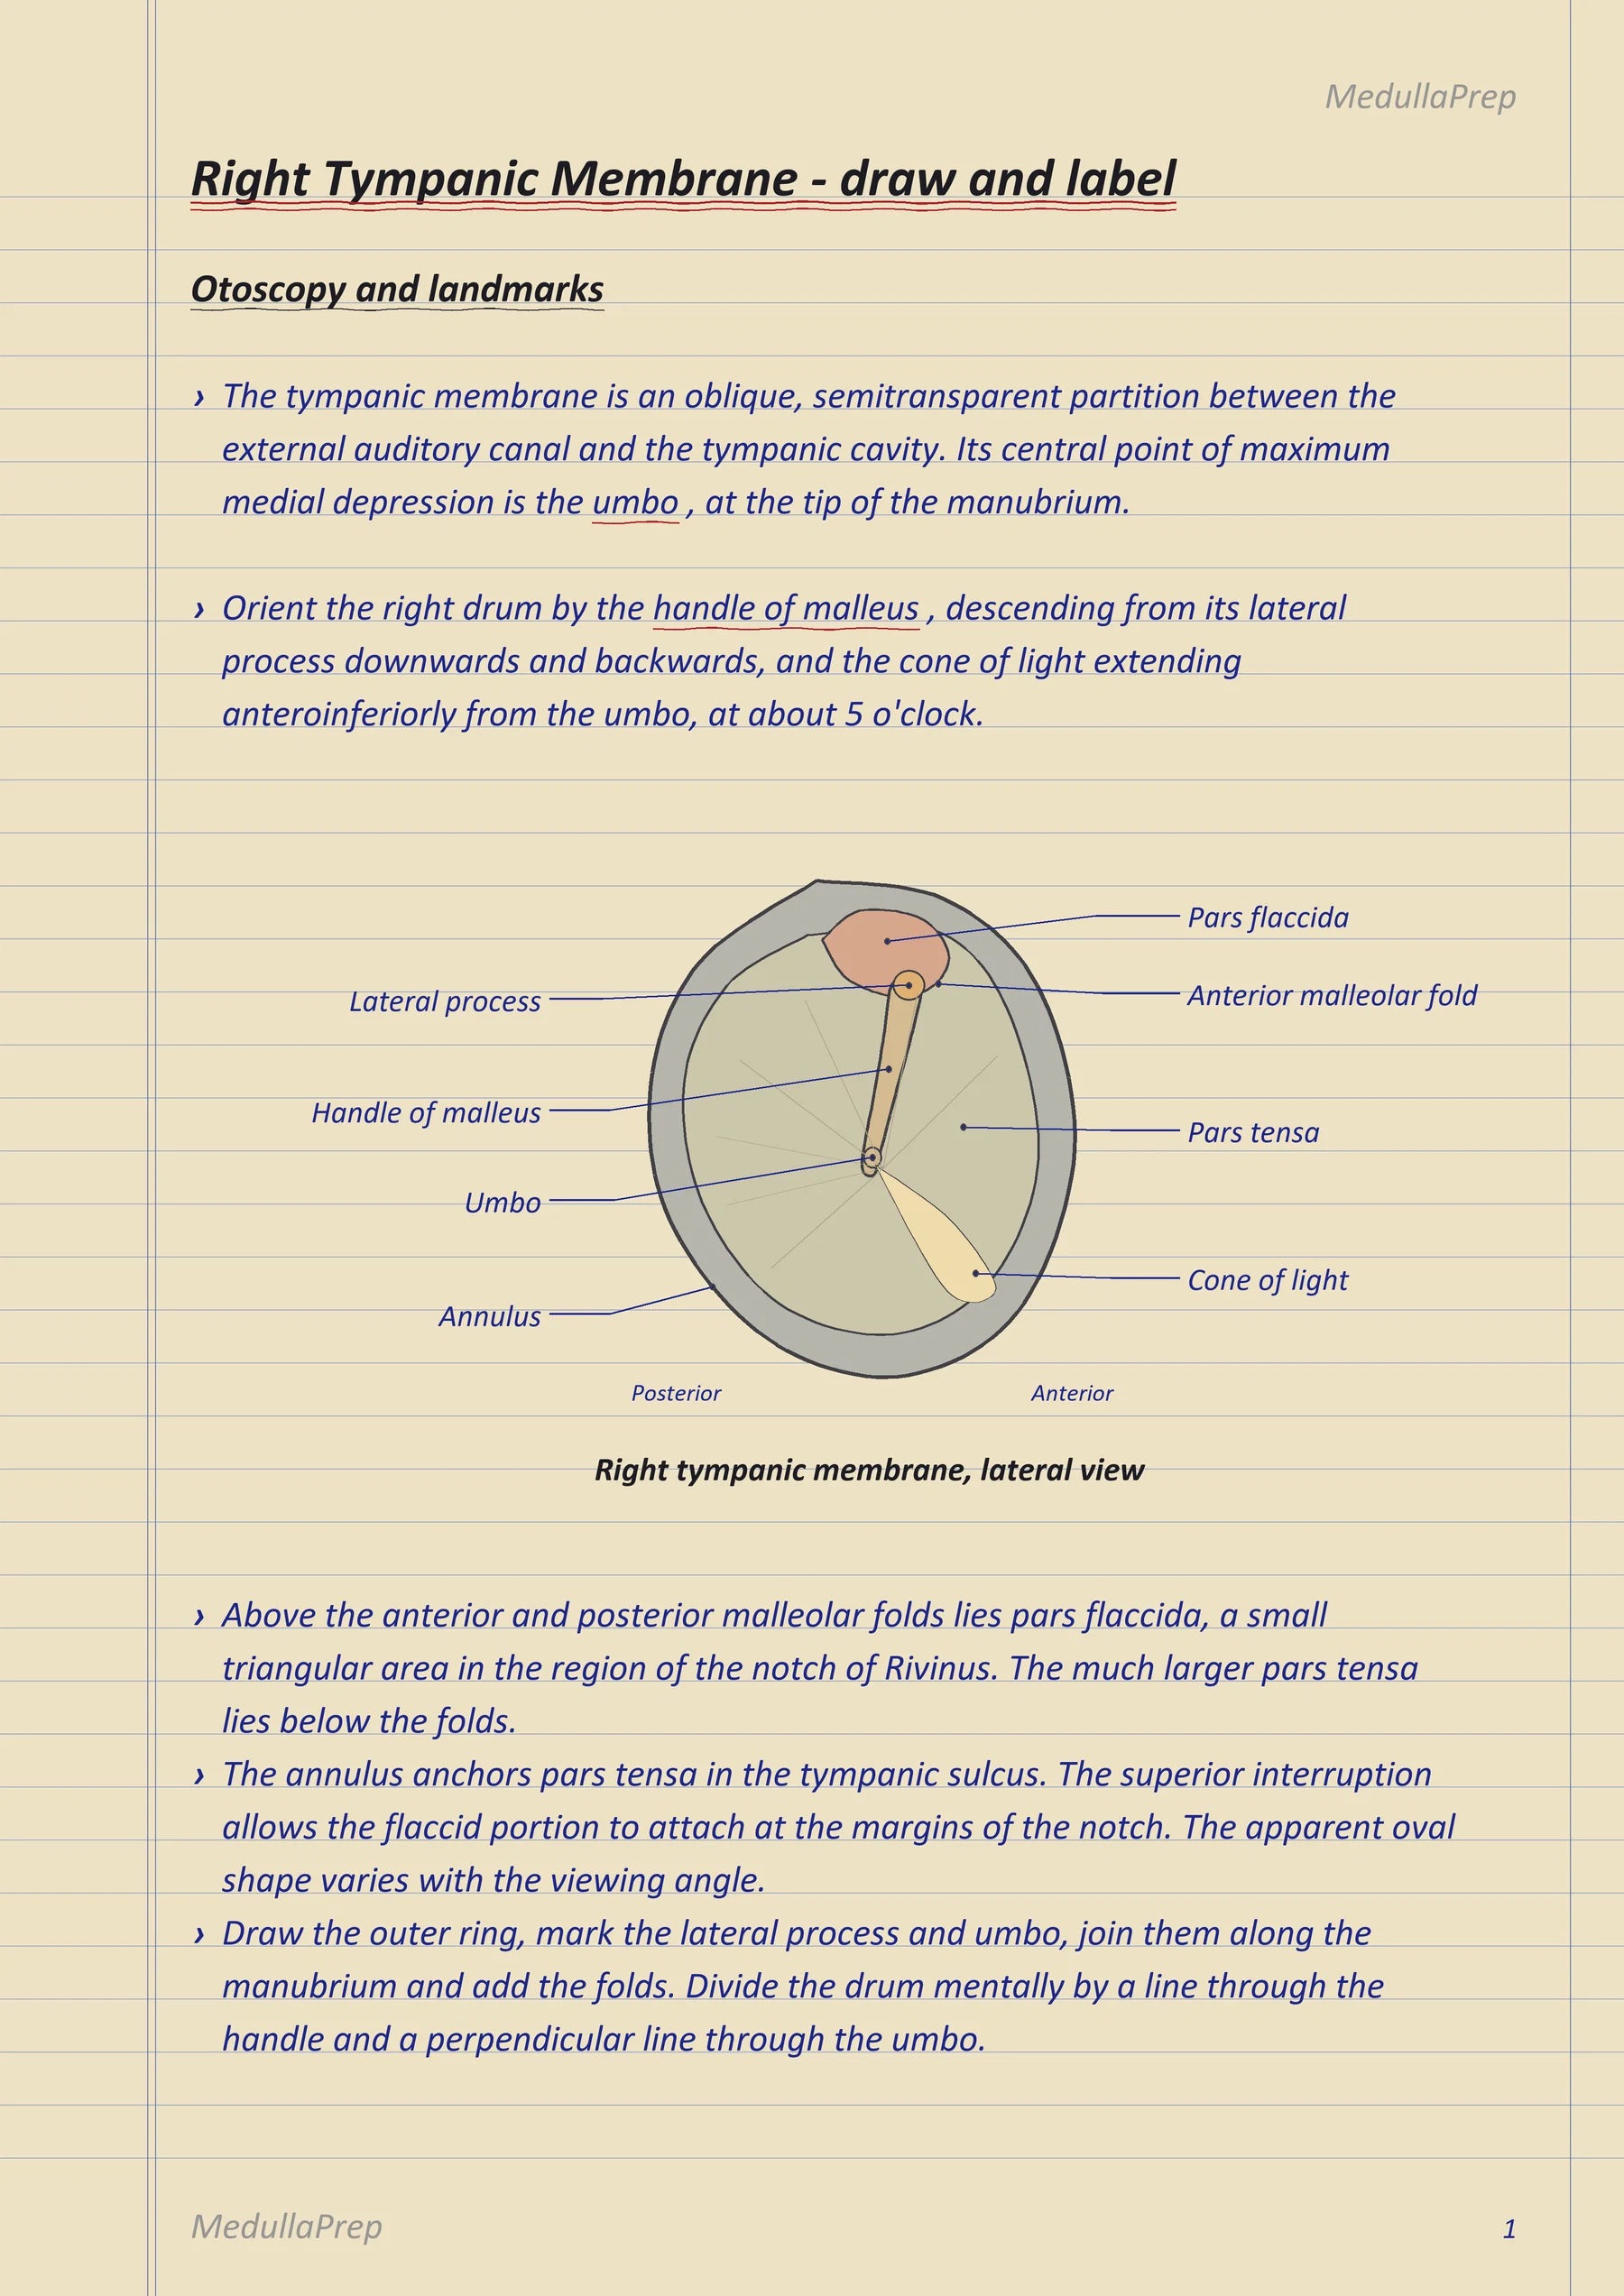 MedullaPrep
Right Tympanic Membrane - draw and label
Otoscopy and landmarks
› The tympanic membrane is an oblique, semitransparent partition between the
external auditory canal and the tympanic cavity. Its central point of maximum
medial depression is the umbo , at the tip of the manubrium.
› Orient the right drum by the handle of malleus , descending from its lateral
process downwards and backwards, and the cone of light extending
anteroinferiorly from the umbo, at about 5 o'clock.
Pars flaccida
Lateral process
Anterior malleolar fold
Handle of malleus
Pars tensa
Umbo
Cone of light
Annulus
Posterior
Anterior
Right tympanic membrane, lateral view
› Above the anterior and posterior malleolar folds lies pars flaccida, a small
triangular area in the region of the notch of Rivinus. The much larger pars tensa
lies below the folds.
› The annulus anchors pars tensa in the tympanic sulcus. The superior interruption
allows the flaccid portion to attach at the margins of the notch. The apparent oval
shape varies with the viewing angle.
› Draw the outer ring, mark the lateral process and umbo, join them along the
manubrium and add the folds. Divide the drum mentally by a line through the
handle and a perpendicular line through the umbo.
MedullaPrep
1